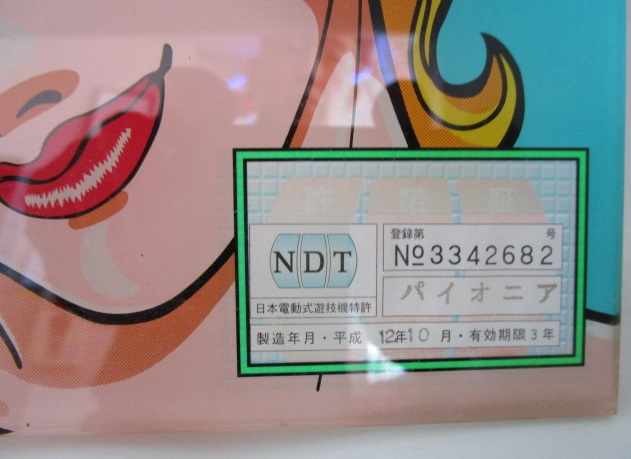 許諾証
登録第 号
NDT
№3342682
パイオニア
日本電動式遊技機特許
製造年月・平成 12年10月・有効期限3年